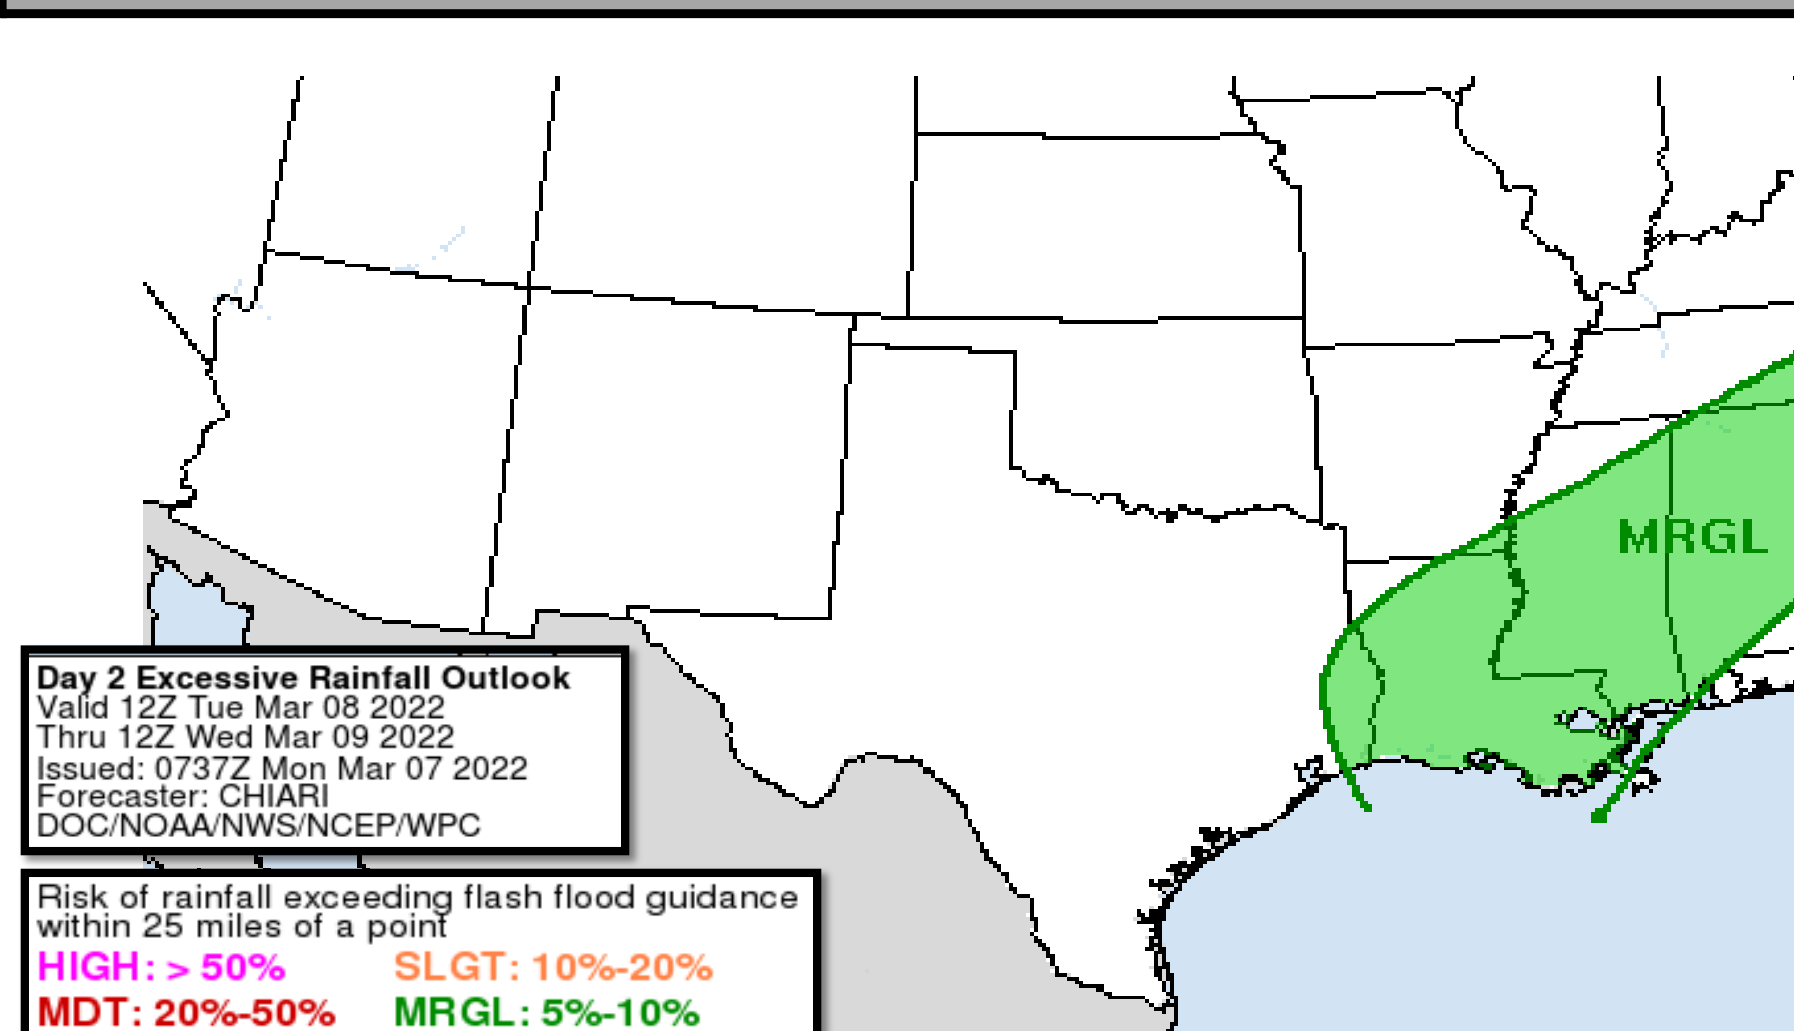 MRGL
Day 2 Excessive Rainfall Outlook
Valid 12Z Tue Mar 08 2022
Thru 12Z Wed Mar 09 2022
Issued: 0737Z Mon Mar 07 2022
Forecaster: CHIARI
DOC/NOAA/NWS/NCEP/WPC
Risk of rainfall exceeding flash flood guidance
within 25 miles of a point
HIGH: > 50% SLGT: 10%-20%
MDT: 20%-50% MRGL: 5%-10%